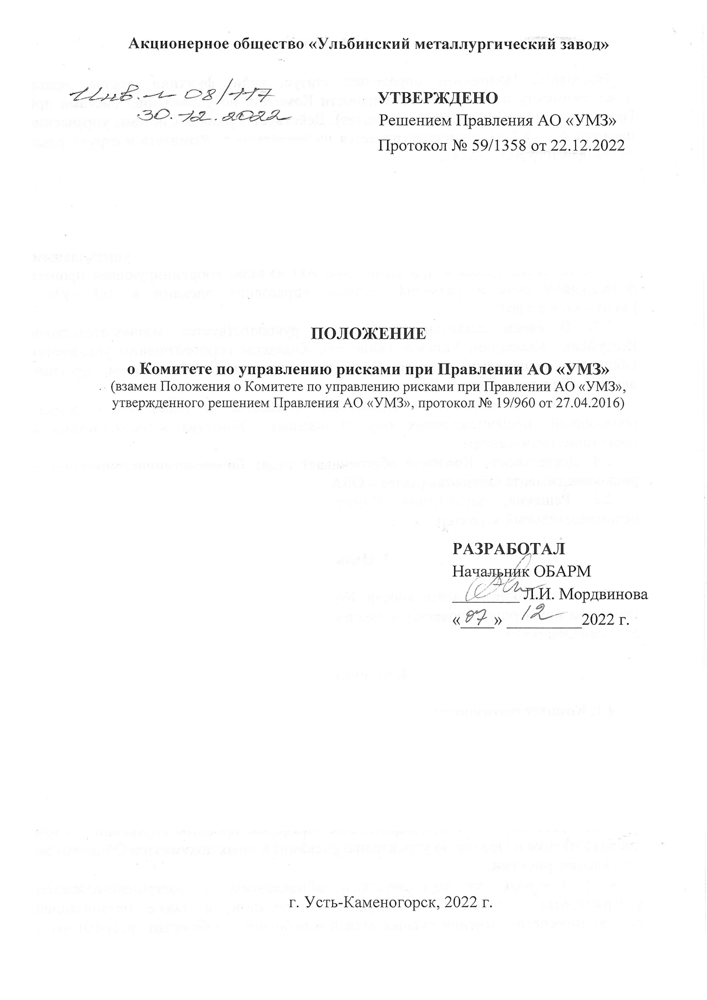 Акционерное общество «Ульбинский металлургический завод»
Инв. 08/117
30.12.2022
УТВЕРЖДЕНО
Решением Правления АО «УМЗ»
Протокол № 59/1358 от 22.12.2022
ПОЛОЖЕНИЕ
о Комитете по управлению рисками при Правлении АО «УМЗ»
(взамен Положения о Комитете по управлению рисками при Правлении АО «УМЗ»,
утвержденного решением Правления АО «УМЗ», протокол № 19/960 от 27.04.2016)
РАЗРАБОТАЛ
Начальник ОБАРМ
Л.И. Мордвинова
«07» 12 2022 г.
г. Усть-Каменогорск, 2022 г.